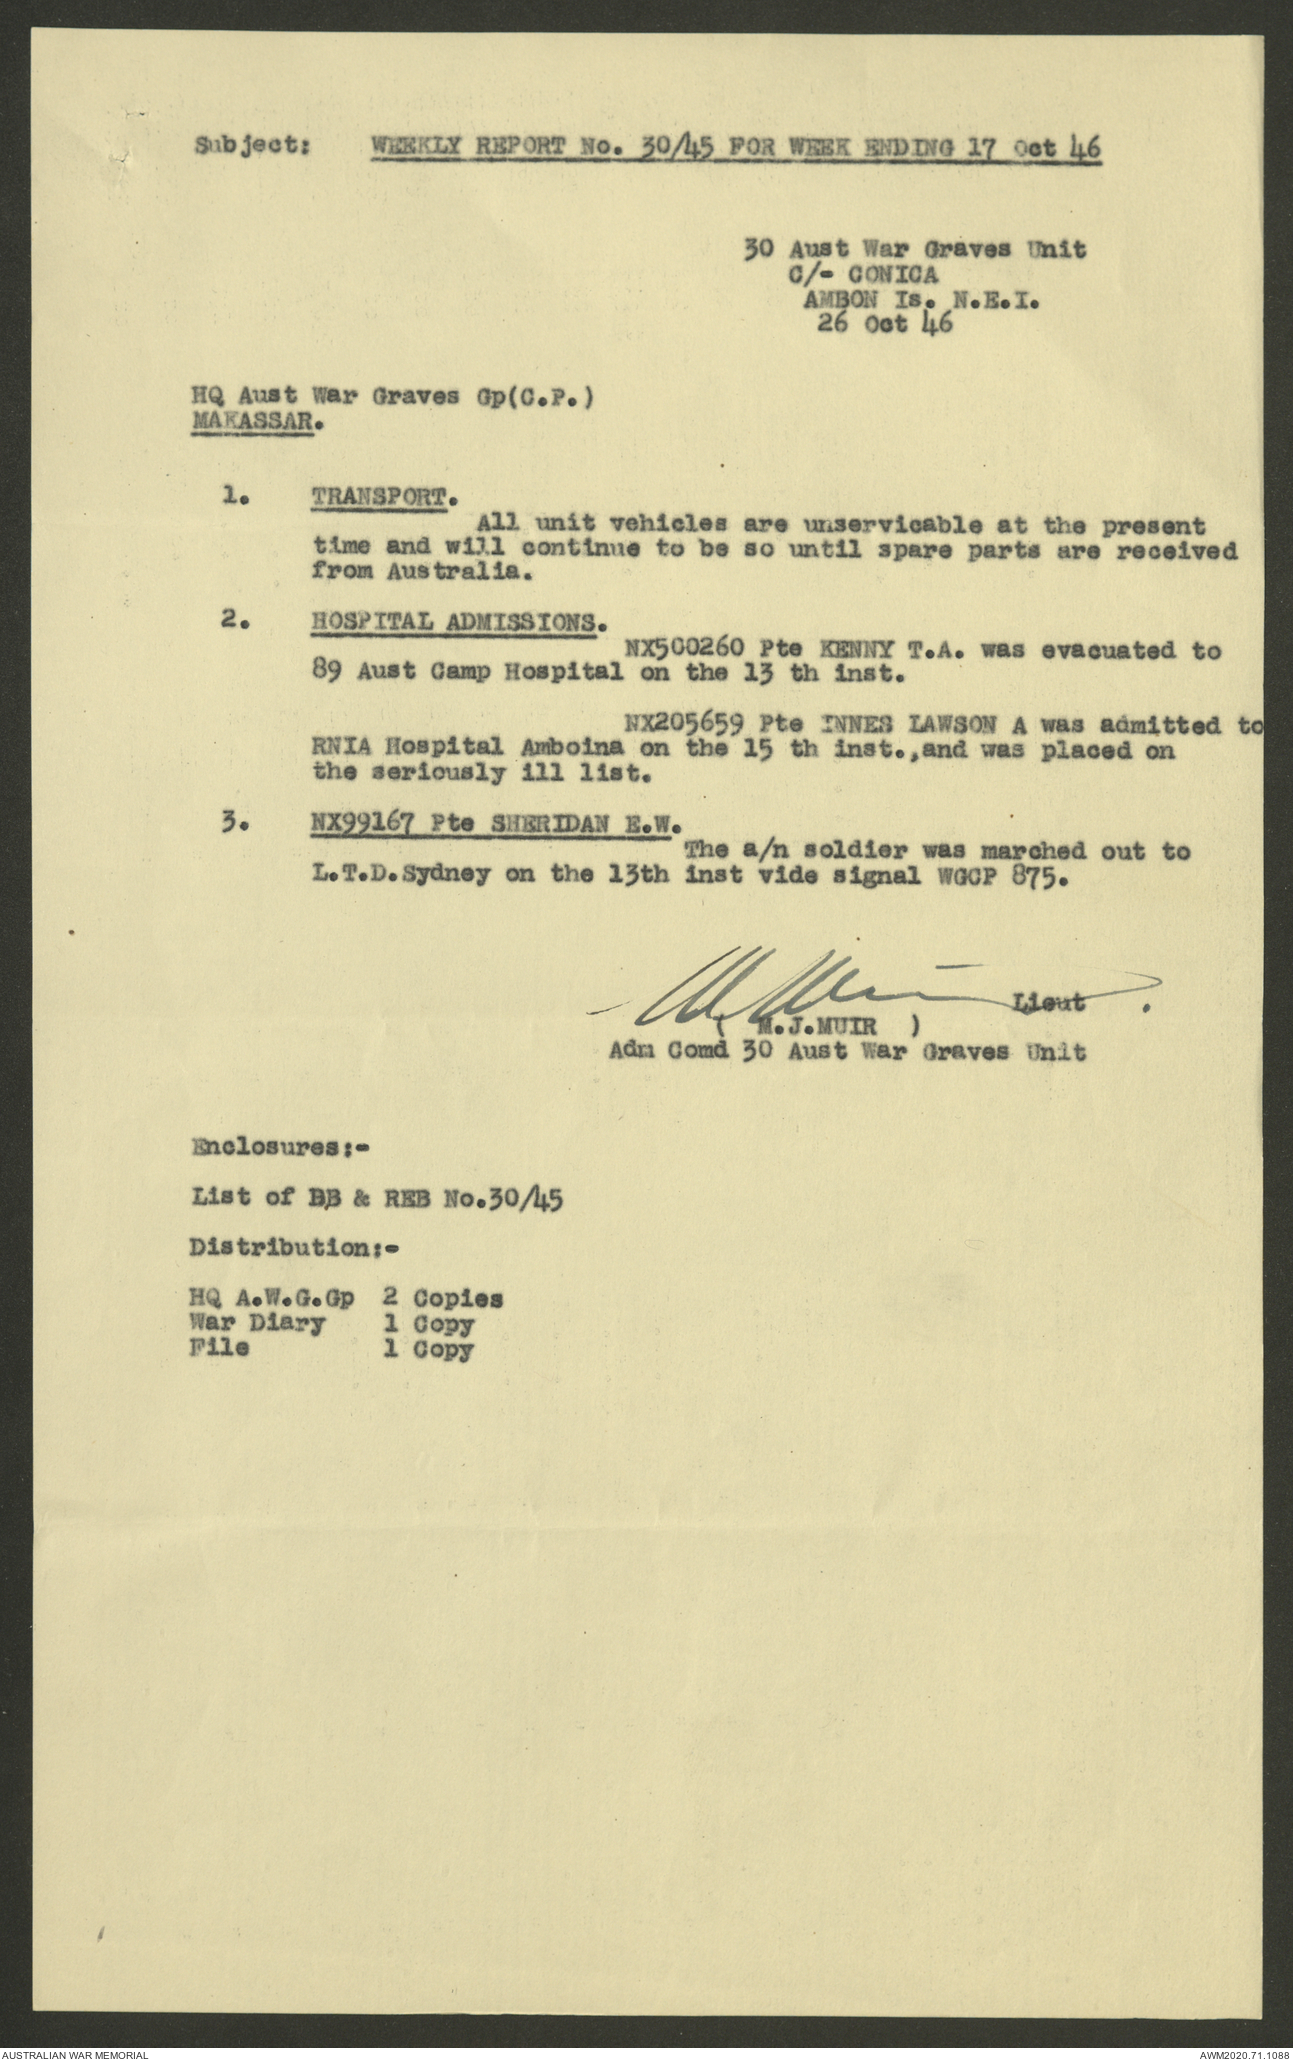 Subject: WEEKLY REPORT No. 30/45 FOR WEEK ENDING 17 Oct 46
30 Aust War Graves Unit
C/- CONICA
AMBON Is. N.E.I.
26 Oct 46
HQ Aust War Graves Gp(C.P.)
MAKASSAR.
1. TRANSPORT.
All unit vehicles are unservicable at the present
time and will continue to be so until spare parts are received
from Australia.
2. HOSPITAL ADMISSIONS.
NX500260 Pte KENNY T.A. was evacuated to
89 Aust Camp Hospital on the 13 th inst.
NX205659 Pte INNES LAWSON A was admitted to
RNIA Hospital Amboina on the 15 th inst.,and was placed on
the seriously ill list.
3. NX99167 Pte SHERIDAN E.W.
The a/n soldier was marched out to
L.T.D.Sydney on the 13th inst vide signal WGCP 875.
M. Muir Lieut .
( M.J.MUIR )
Adm Comd 30 Aust War Graves Unit
Enclosures:-
List of BB & REB No.30/45
Distribution:-
HQ A.W.G.Gp 2 Copies
War Diary 1 Copy
File 1 Copy
AUSTRALIAN WAR MEMORIAL
AWM2020.71.1088